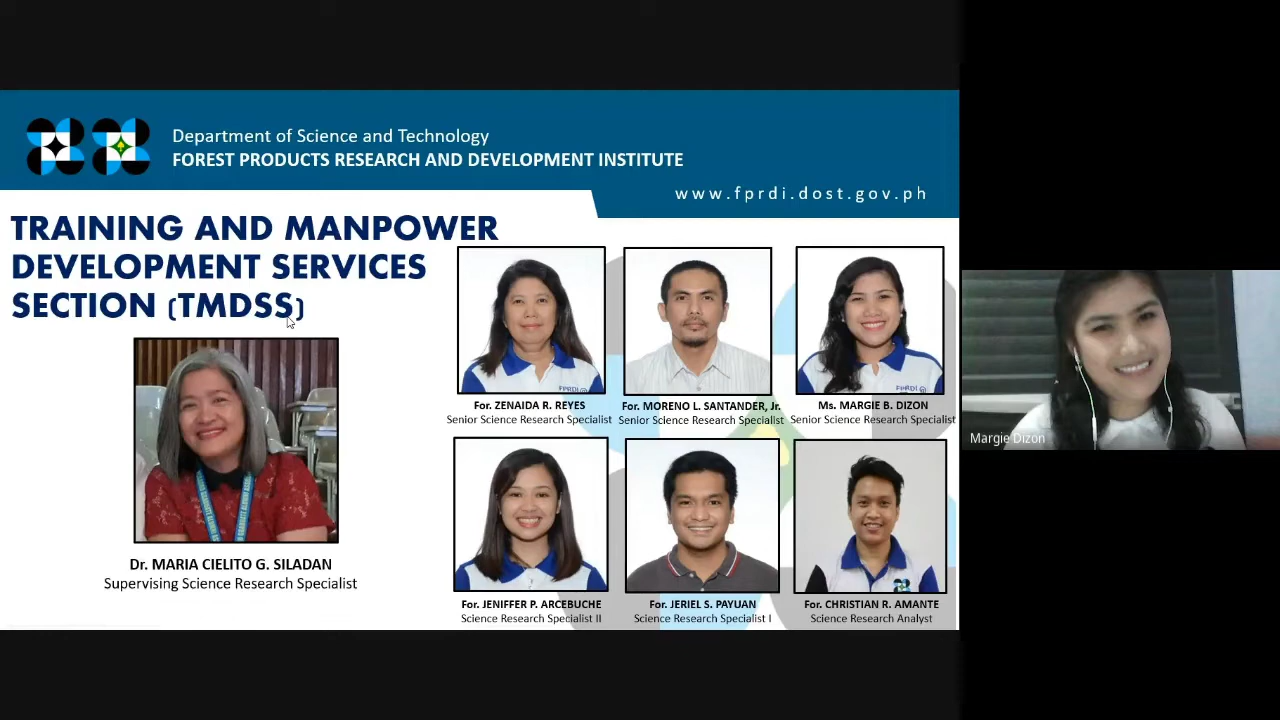 Department of Science and Technology
FOREST PRODUCTS RESEARCH AND DEVELOPMENT INSTITUTE
www.fprdi.dost.gov.ph
TRAINING AND MANPOWER
DEVELOPMENT SERVICES
SECTION (TMDSS)
Dr. MARIA CIELITO G. SILADAN
Supervising Science Research Specialist
FPRDI
For. ZENAIDA R. REYES
Senior Science Research Specialist
For. MORENO L. SANTANDER, Jr.
Senior Science Research Specialist
FPRDI
Ms. MARGIE B. DIZON
Senior Science Research Specialist
For. JENIFFER P. ARCEBUCHE
Science Research Specialist II
For. JERIEL S. PAYUAN
Science Research Specialist I
For. CHRISTIAN R. AMANTE
Science Research Analyst
Margie Dizon